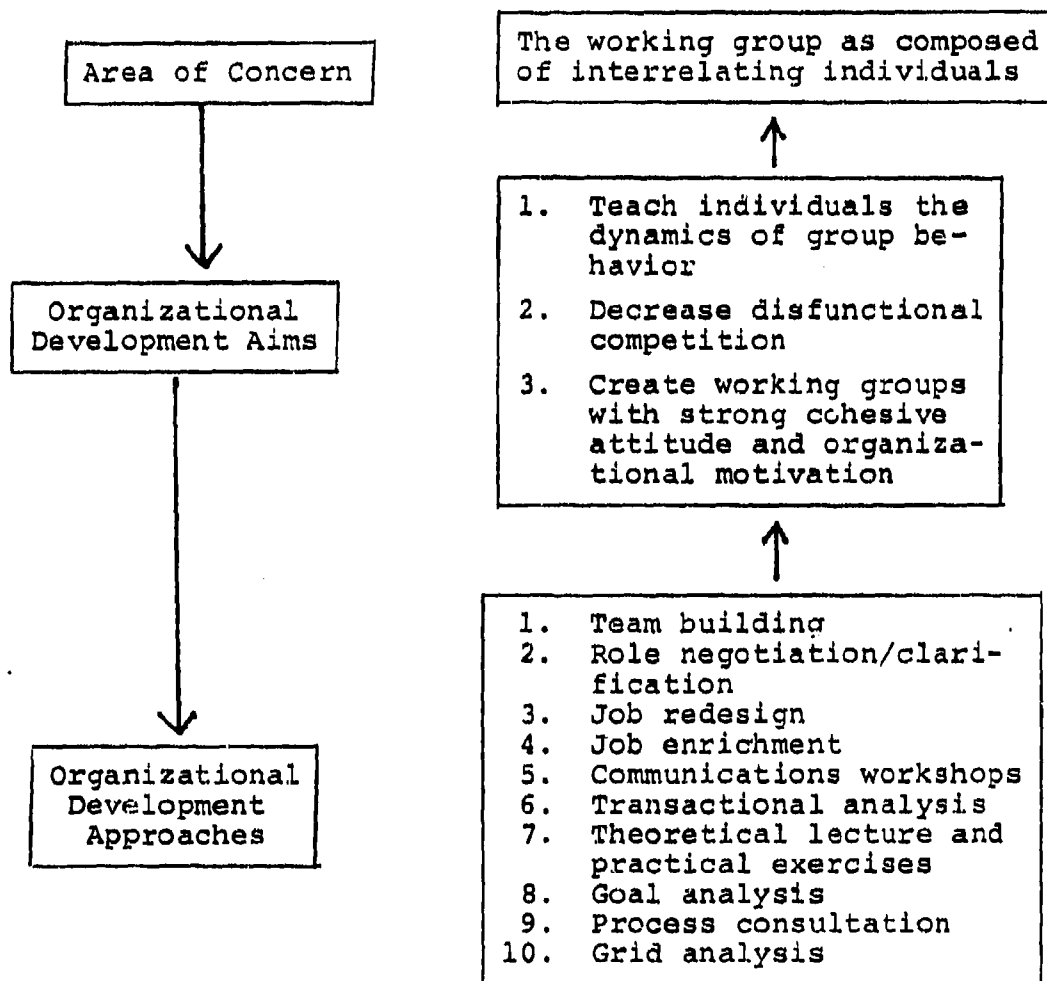 Area of Concern
Organizational
Development Aims
Organizational
Development
Approaches
The working group as composed
of interrelating individuals
1. Teach individuals the
dynamics of group be-
havior
2. Decrease disfunctional
competition
3. Create working groups
with strong cohesive
attitude and organiza-
tional motivation
1. Team building
2. Role negotiation/clari-
fication
3. Job redesign
4. Job enrichment
5. Communications workshops
6. Transactional analysis
7. Theoretical lecture and
practical exercises
8. Goal analysis
9. Process consultation
10. Grid analysis